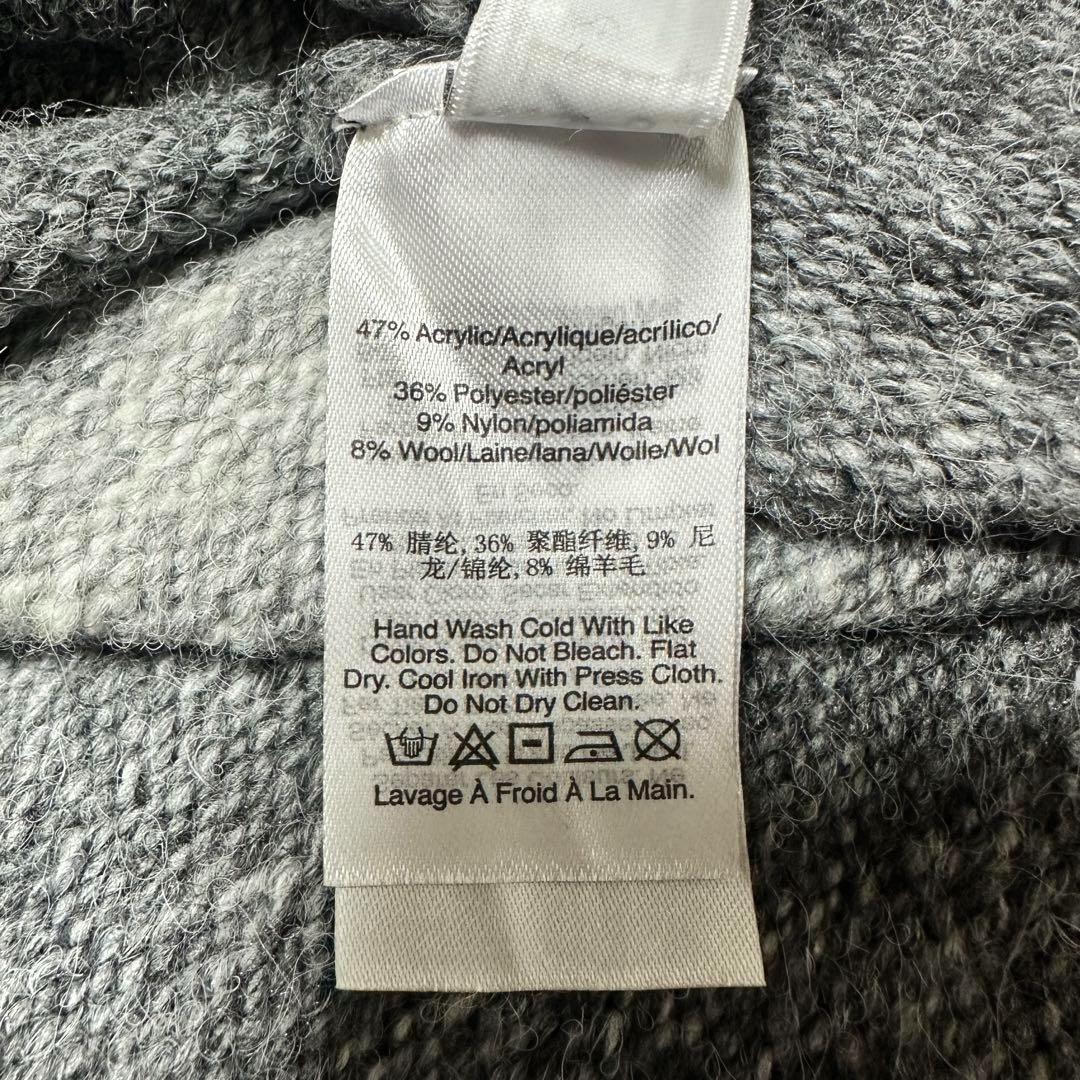 47% Acrylic/Acrylique/acrílico/
Acryl
36% Polyester/poliéster
9% Nylon/poliamida
8% Wool/Laine/lana/Wolle/Wol
47% 腈纶,36% 聚酯纤维,9% 尼
龙/锦纶,8% 绵羊毛
Hand Wash Cold With Like
Colors. Do Not Bleach. Flat
Dry. Cool Iron With Press Cloth.
Do Not Dry Clean.
Lavage À Froid À La Main.